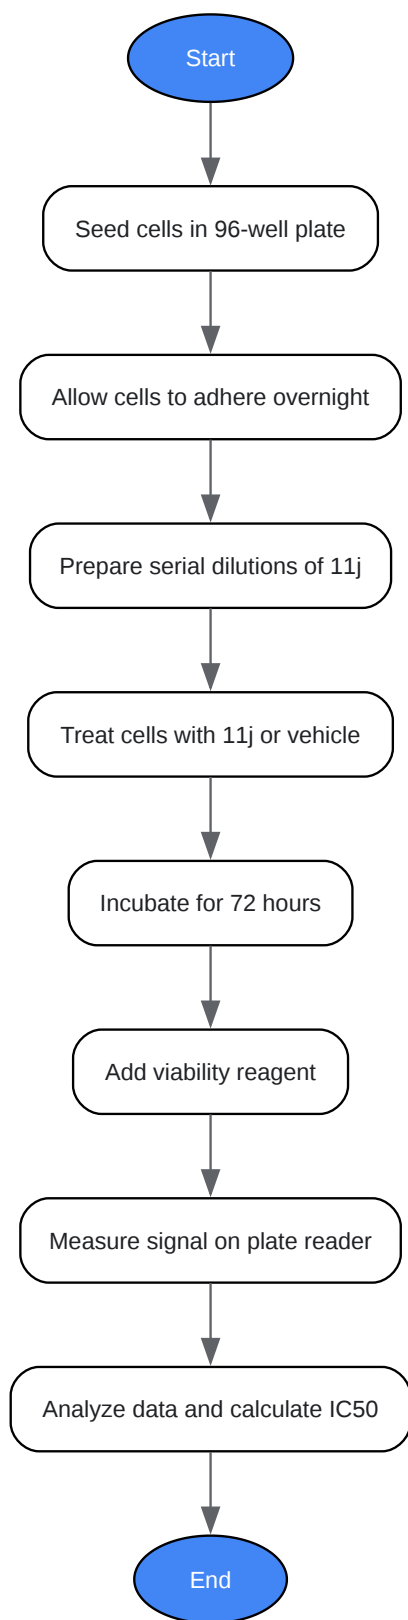 Start
Seed cells in 96-well plate
Allow cells to adhere overnight
Prepare serial dilutions of 11j
Treat cells with 11j or vehicle
Incubate for 72 hours
Add viability reagent
Measure signal on plate reader
Analyze data and calculate IC50
End